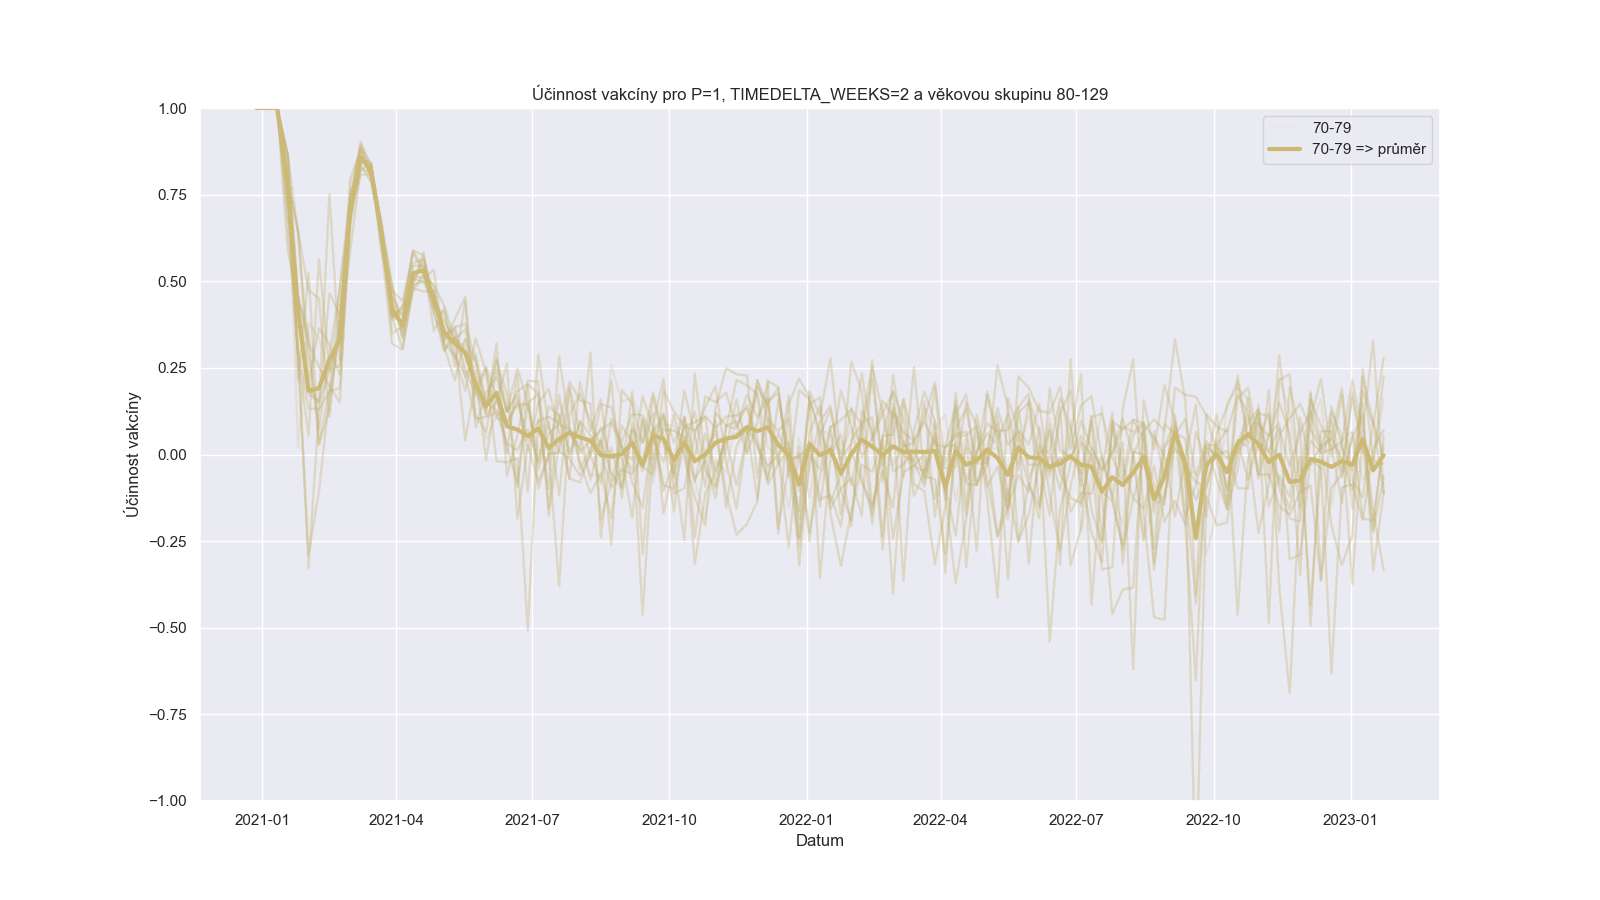 Účinnost vakcíny pro P=1, TIMEDELTA_WEEKS=2 a věkovou skupinu 80-129
70-79
70-79 => průměr
1.00
0.75
0.50
0.25
0.00
−0.25
−0.50
−0.75
−1.00
Účinnost vakcíny
2021-01 2021-04 2021-07 2021-10 2022-01 2022-04 2022-07 2022-10 2023-01
Datum